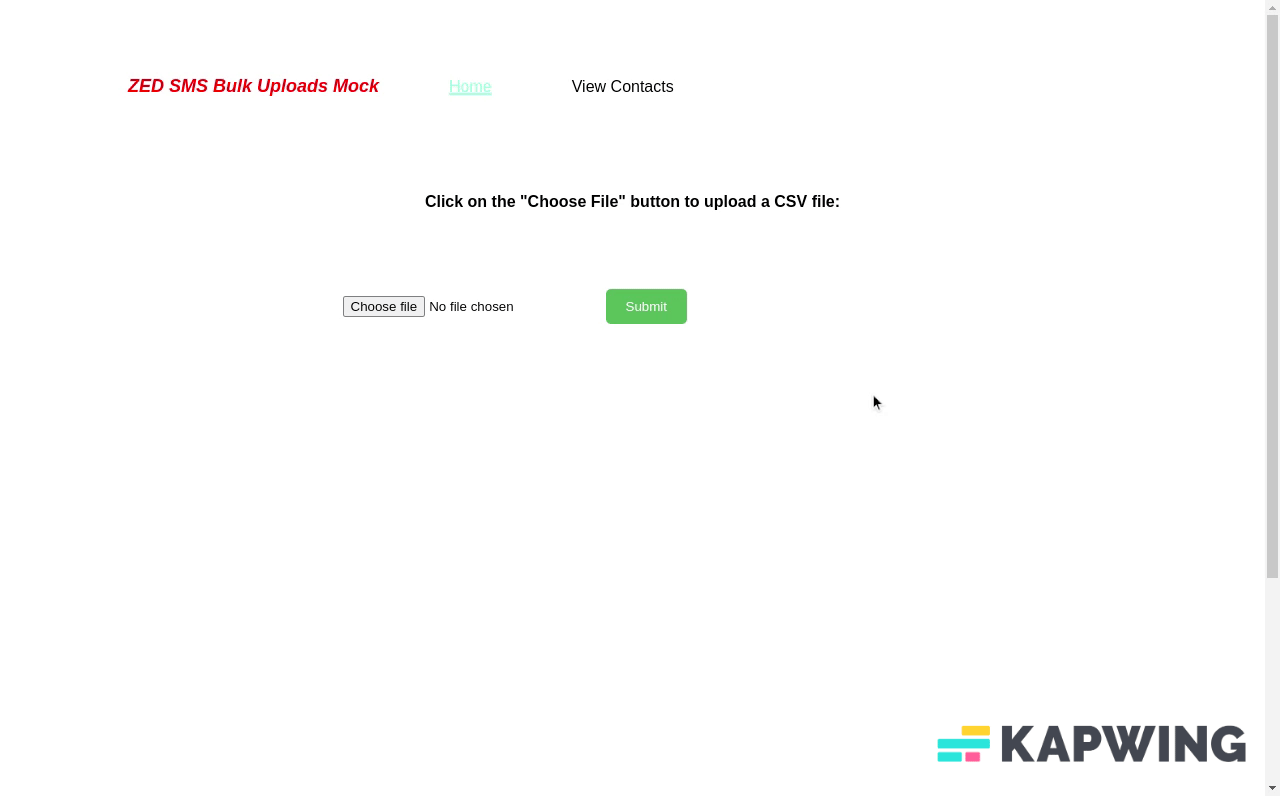 ZED SMS Bulk Uploads Mock Home View Contacts
Click on the "Choose File" button to upload a CSV file:
Choose file No file chosen Submit
KAPWING